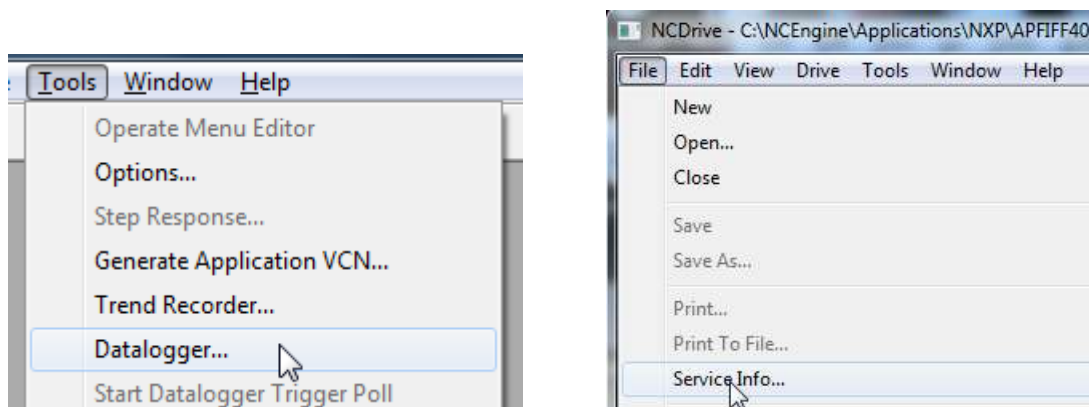 Tools Window Help
Operate Menu Editor
Options...
Step Response...
Generate Application VCN...
Trend Recorder...
Datalogger...
Start Datalogger Trigger Poll
NCDrive - C:\NCEngine\Applications\NXP\APFIFF40
File Edit View Drive Tools Window Help
New
Open...
Close
Save
Save As...
Print...
Print To File...
Service Info...